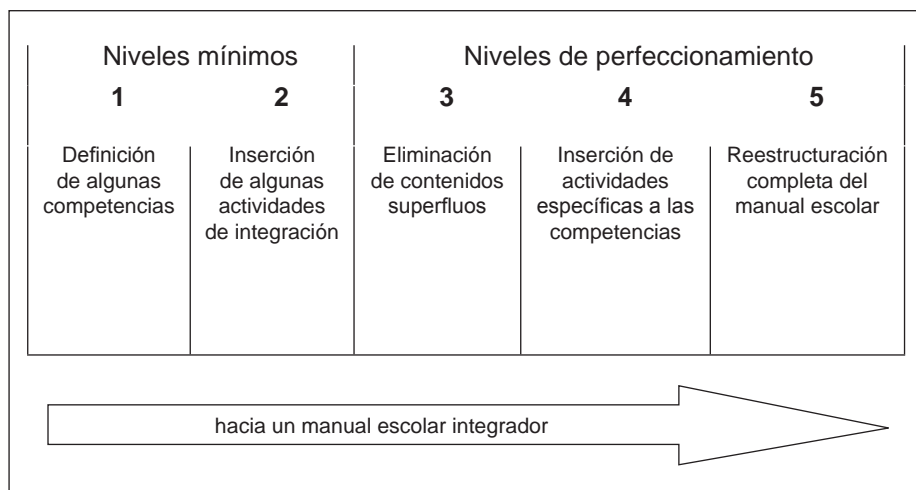 Niveles mínimos
Niveles de perfeccionamiento
1
2
3
4
5
Definición
de algunas
competencias
Inserción
de algunas
actividades
de integración
Eliminación
de contenidos
superfluos
Inserción de
actividades
específicas a las
competencias
Reestructuración
completa del
manual escolar
hacia un manual escolar integrador